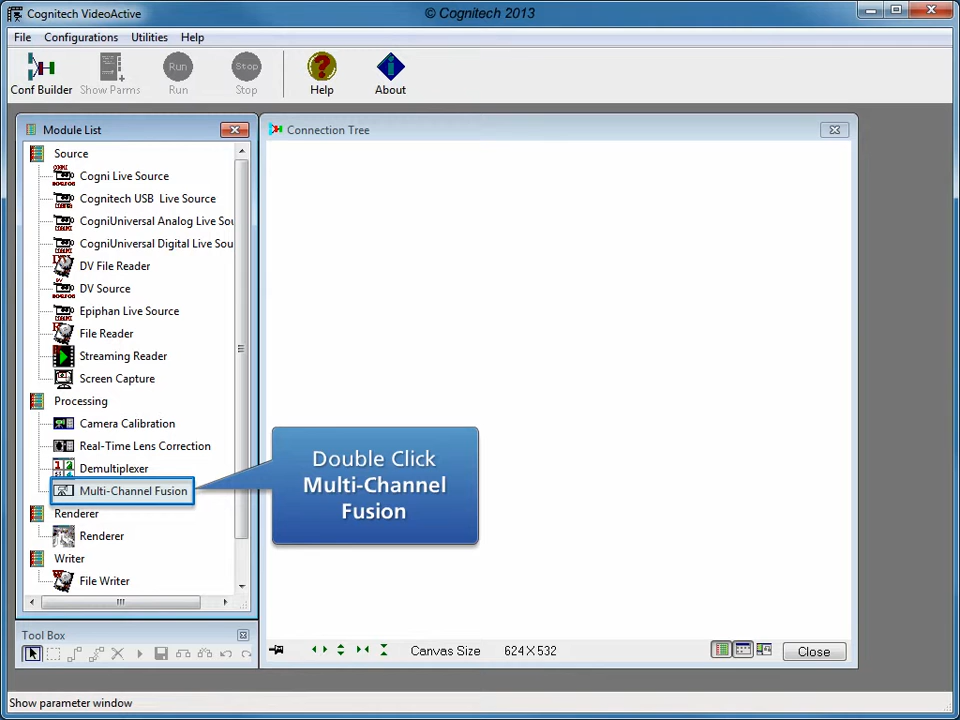 Cognitech VideoActive
© Cognitech 2013
File Configurations Utilities Help
Conf Builder Show Parms Run Stop Help About
Run Stop
Module List
Connection Tree
Source
Cogni Live Source
Cognitech USB Live Source
CogniUniversal Analog Live Sou
CogniUniversal Digital Live Sou
DV File Reader
DV Source
Epiphan Live Source
File Reader
Streaming Reader
Screen Capture
Processing
Camera Calibration
Real-Time Lens Correction
Demultiplexer
Multi-Channel Fusion
Renderer
Renderer
Writer
File Writer
Double Click
Multi-Channel
Fusion
Tool Box
Canvas Size 624X532
Close
Show parameter window